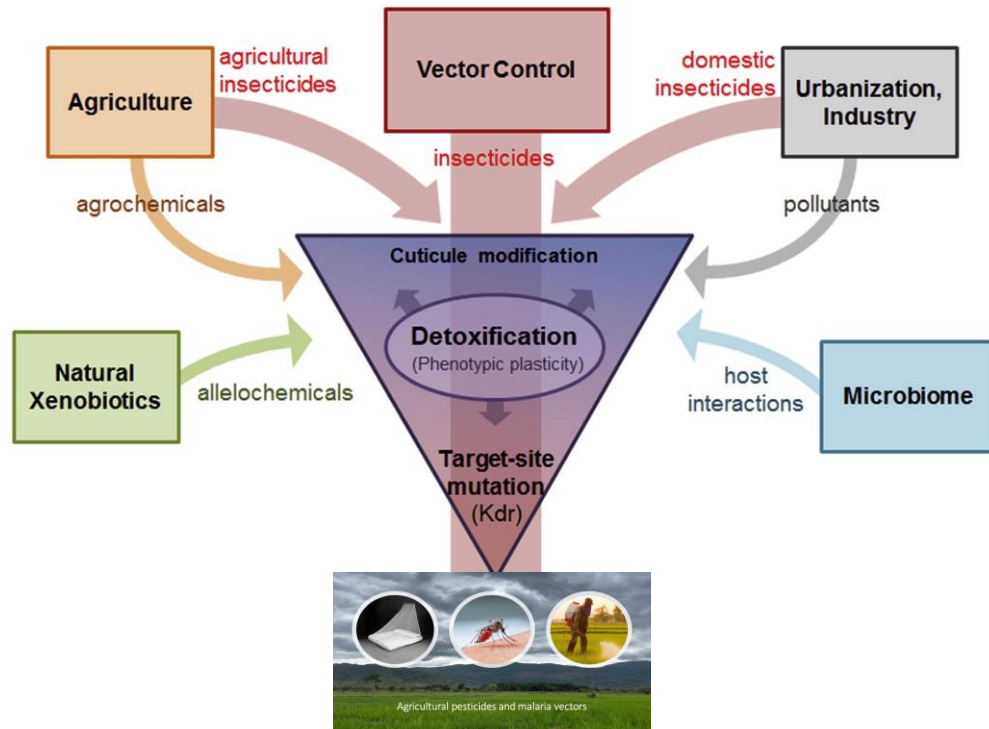 Agriculture
agricultural
insecticides
Vector Control
domestic
insecticides
Urbanization,
Industry
insecticides
agrochemicals
pollutants
Cuticule modification
Detoxification
(Phenotypic plasticity)
Natural
Xenobiotics
allelochemicals
host
interactions
Microbiome
Target-site
mutation
(Kdr)
Agricultural pesticides and malaria vectors